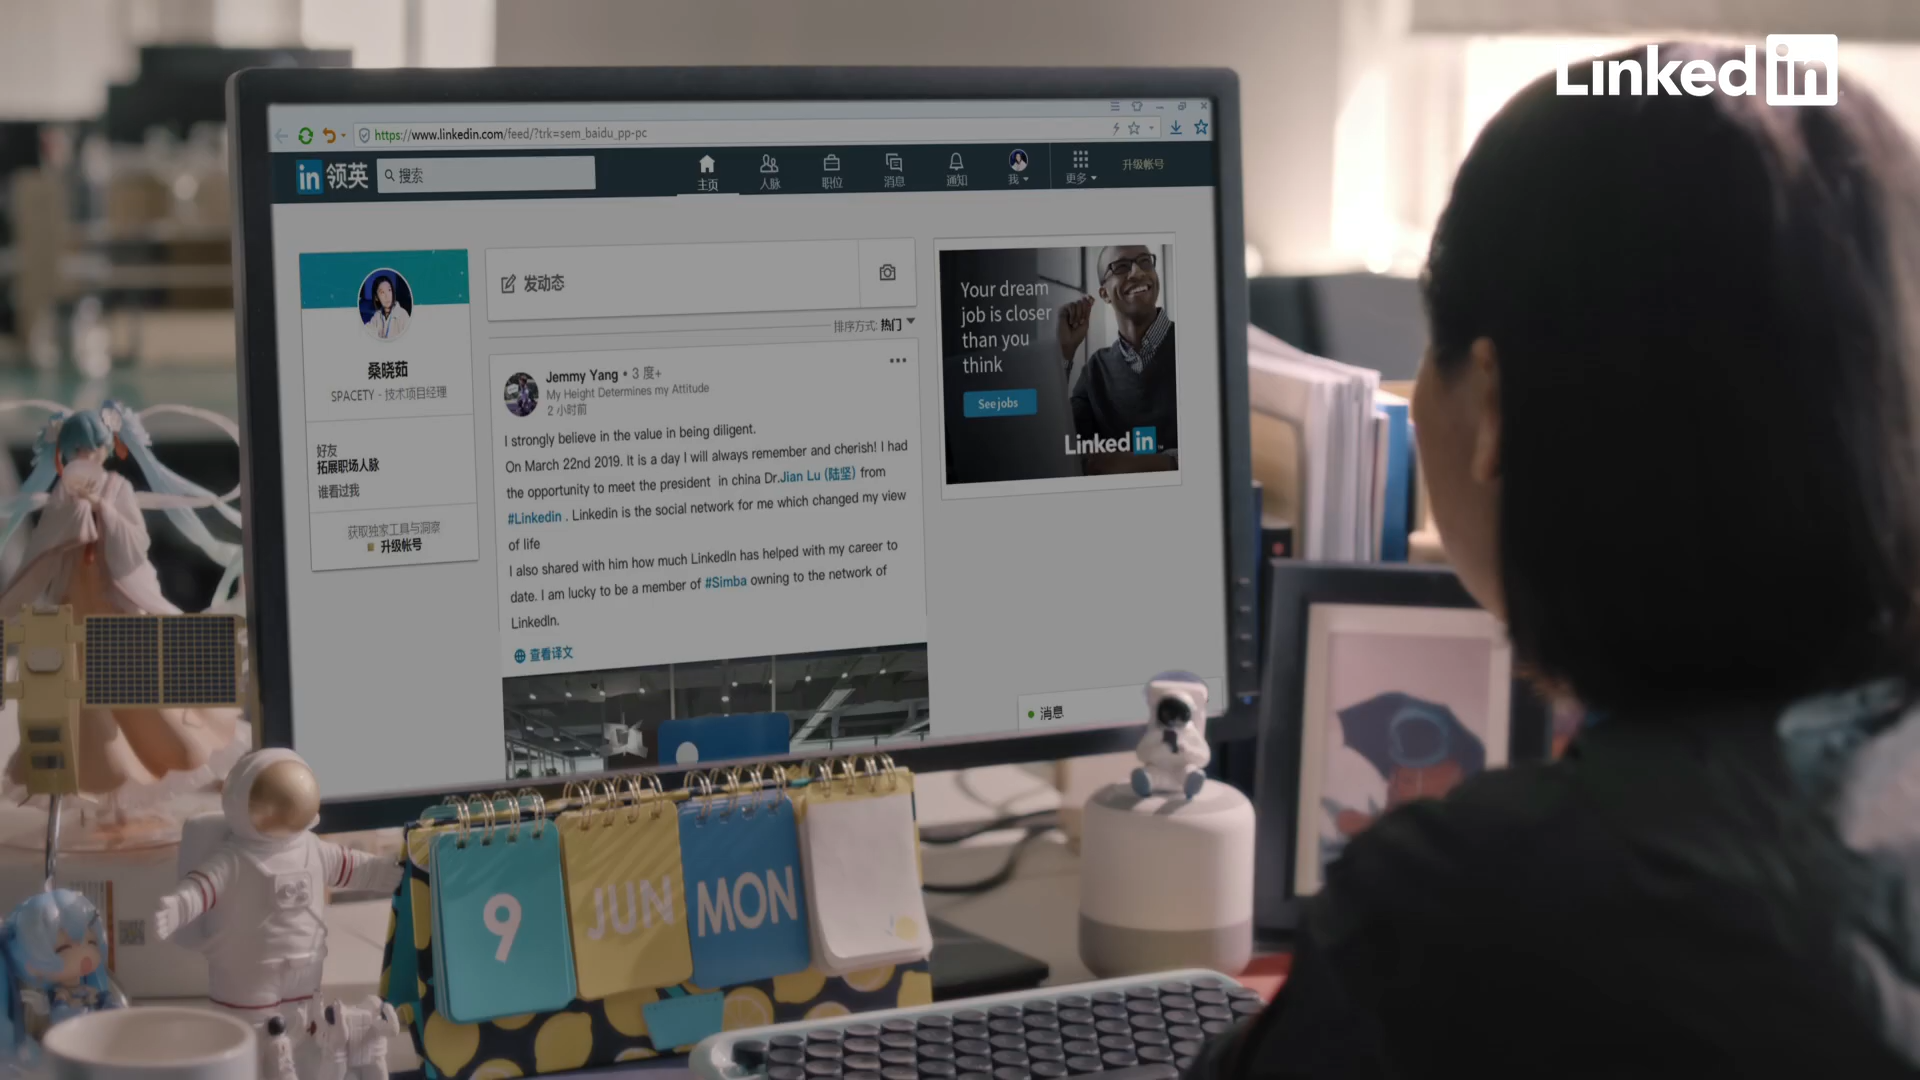 Linked in
https://www.linkedin.com/feed/?trk=sem_baidu_pp-pc
in 领英
搜索
主页
人脉
职位
消息
通知
我
更多
升级帐号
桑晓茹
SPACETY - 技术项目经理
好友
拓展职场人脉
谁看过我
获取独家工具与洞察
升级帐号
发动态
排序方式: 热门
Jemmy Yang • 3 度+
My Height Determines my Attitude
2 小时前
I strongly believe in the value in being diligent.
On March 22nd 2019. It is a day I will always remember and cherish! I had
the opportunity to meet the president in china Dr.Jian Lu (陆坚) from
#Linkedin . Linkedin is the social network for me which changed my view
of life
I also shared with him how much LinkedIn has helped with my career to
date. I am lucky to be a member of #Simba owning to the network of
LinkedIn.
查看译文
Your dream
job is closer
than you
think
See jobs
Linked in
消息
9
JUN
MON